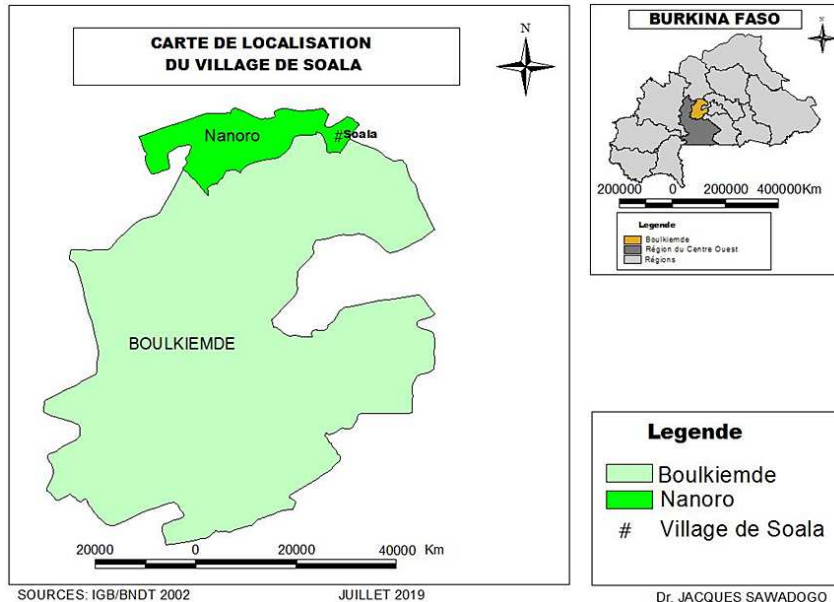 CARTE DE LOCALISATION
DU VILLAGE DE SOALA
N
Nanoro
#Soala
BOULKIEMDE
20000 0 20000 40000 Km
SOURCES: IGB/BNDT 2002 JUILLET 2019
BURKINA FASO
N
200000 0 200000 400000Km
Legende
Boulkiemde
Région du Centre Ouest
Régions
Legende
Boulkiemde
Nanoro
# Village de Soala
Dr. JACQUES SAWADOGO